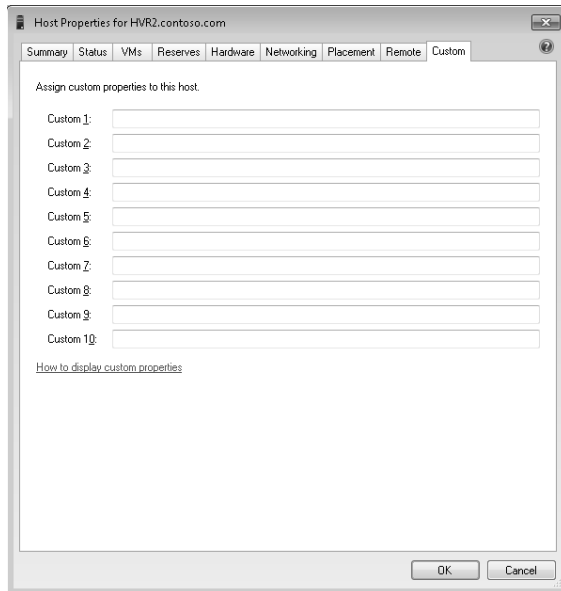 Host Properties for HVR2.contoso.com
Summary Status VMs Reserves Hardware Networking Placement Remote Custom
Assign custom properties to this host.
Custom 1:
Custom 2:
Custom 3:
Custom 4:
Custom 5:
Custom 6:
Custom 7:
Custom 8:
Custom 9:
Custom 10:
How to display custom properties
OK Cancel